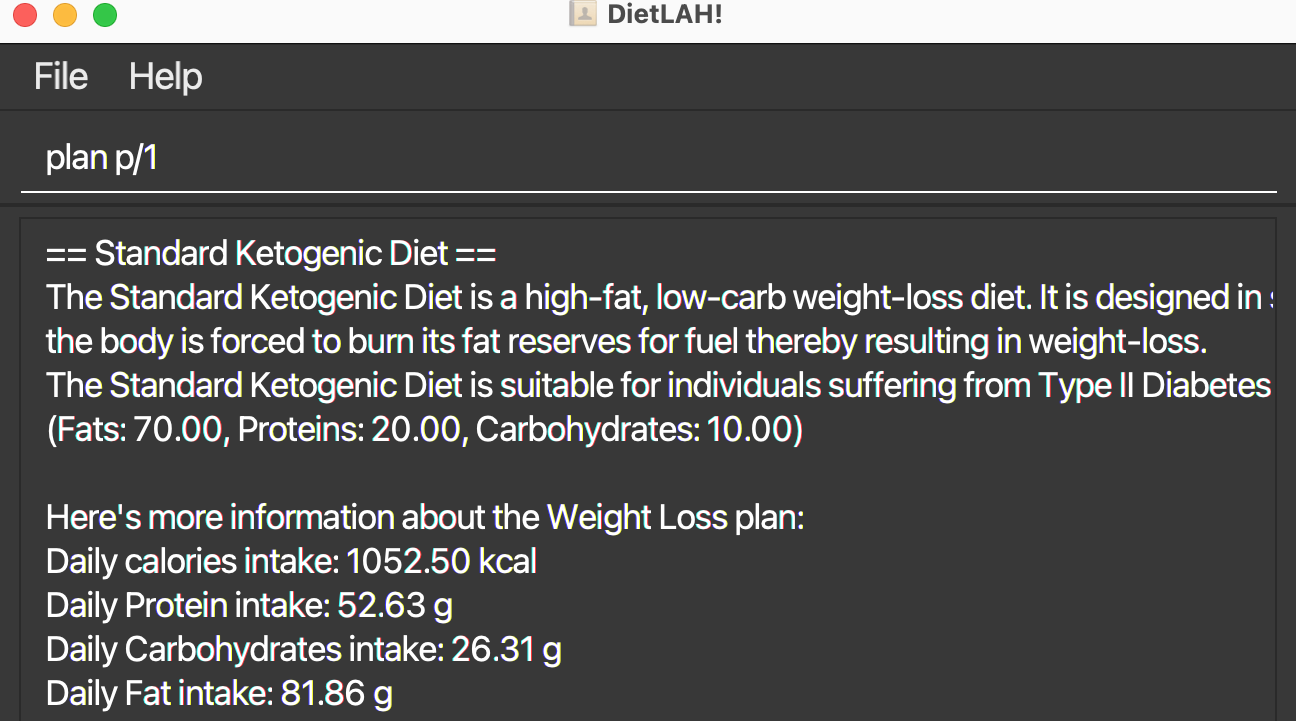 DietLAH!
File Help
plan p/1
== Standard Ketogenic Diet ==
The Standard Ketogenic Diet is a high-fat, low-carb weight-loss diet. It is designed in
the body is forced to burn its fat reserves for fuel thereby resulting in weight-loss.
The Standard Ketogenic Diet is suitable for individuals suffering from Type II Diabetes
(Fats: 70.00, Proteins: 20.00, Carbohydrates: 10.00)
Here's more information about the Weight Loss plan:
Daily calories intake: 1052.50 kcal
Daily Protein intake: 52.63 g
Daily Carbohydrates intake: 26.31 g
Daily Fat intake: 81.86 g